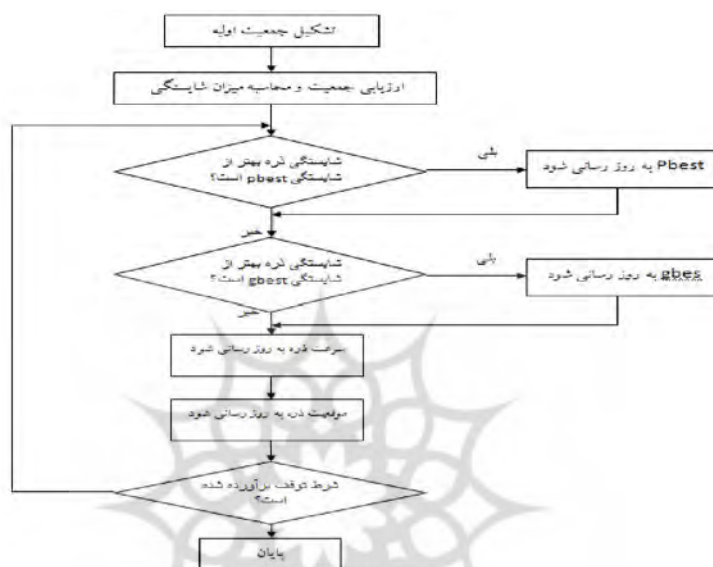 تشکیل جمعیت اولیه
ارزیابی جمعیت و محاسبه میزان شایستگی
شایستگی ذره بهتر از
شایستگی pbest است؟
بلی
Pbest به روز رسانی شود
خیر
شایستگی ذره بهتر از
شایستگی gbest است؟
بلی
gbes به روز رسانی شود
خیر
سرعت ذره به روز رسانی شود
موقعیت ذره به روز رسانی شود
شرط توقف برآورده شده
است؟
پایان